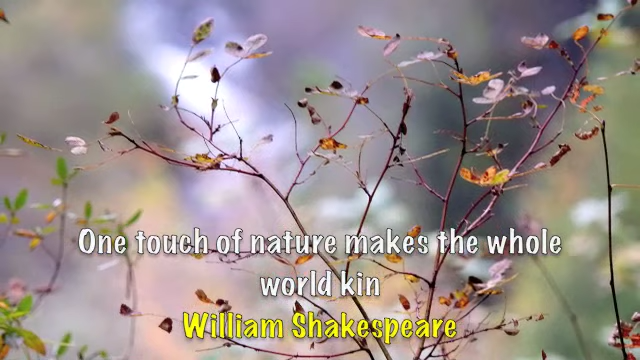 One touch of nature makes the whole
world kin
William Shakespeare